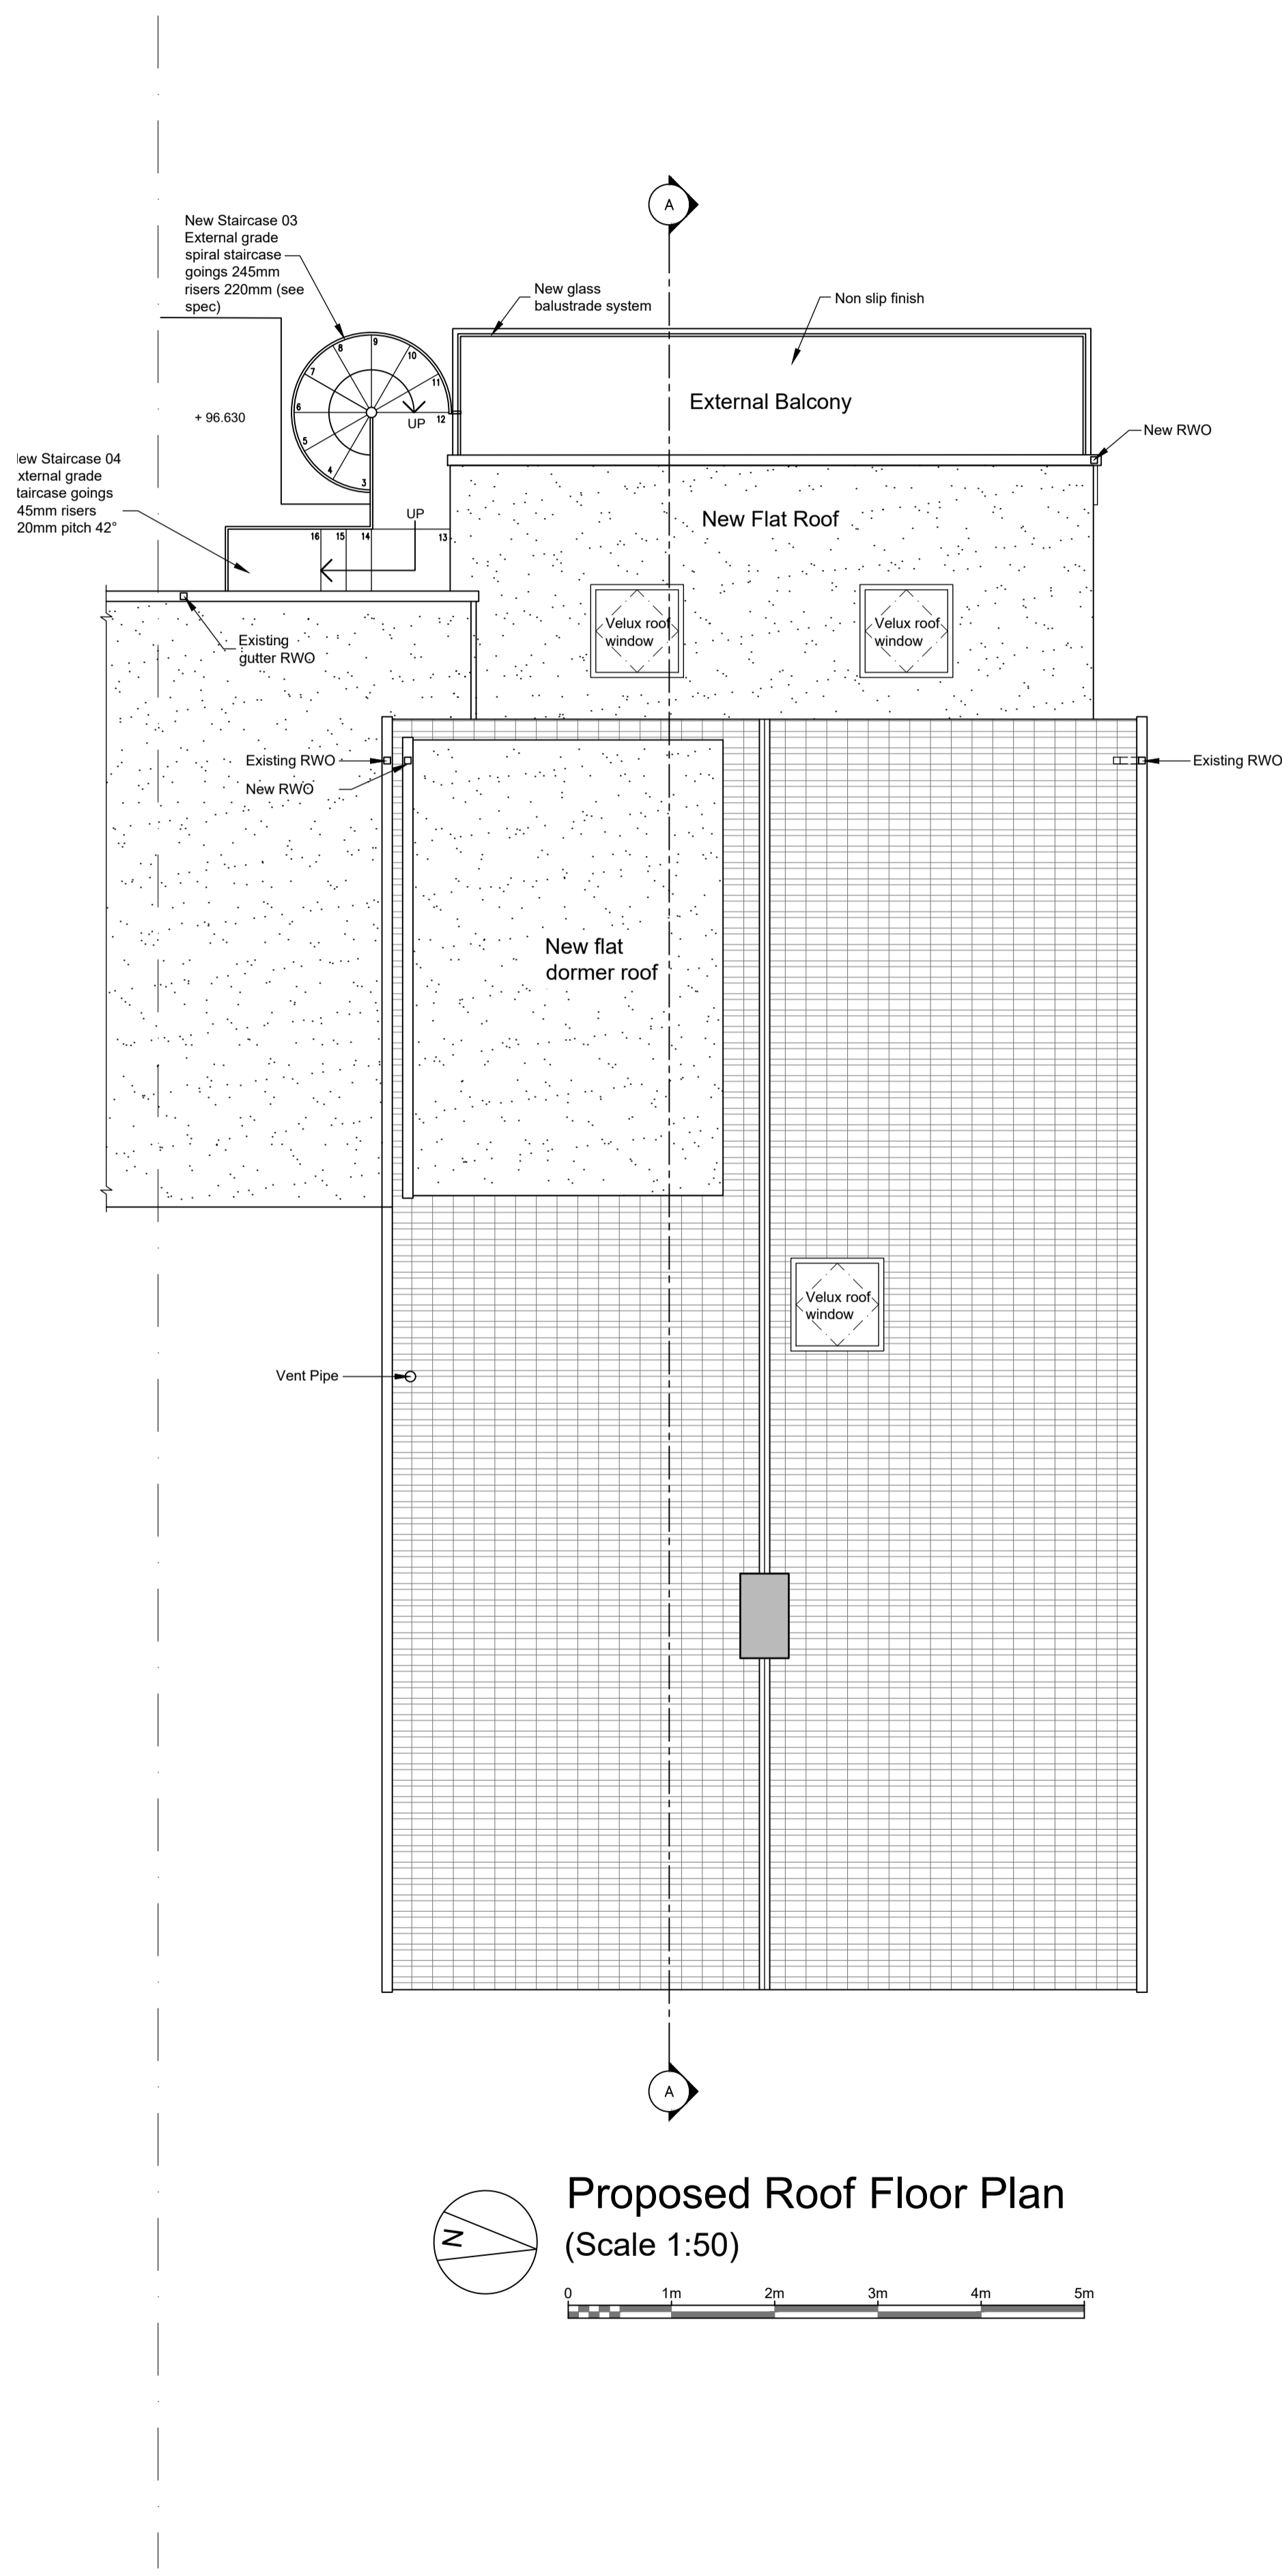 A
New Staircase 03
External grade
spiral staircase
goings 245mm
risers 220mm (see
spec)
New glass
balustrade system
Non slip finish
9
8
10
7
11
6
12
5
4
3
UP
External Balcony
+ 96.630
New RWO
ew Staircase 04
xternal grade
taircase goings
45mm risers
20mm pitch 42°
UP
16
15
14
13
New Flat Roof
Velux roof
window
Velux roof
window
Existing
gutter RWO
Existing RWO
New RWO
Existing RWO
New flat
dormer roof
Velux roof
window
Vent Pipe
A
N
Proposed Roof Floor Plan
(Scale 1:50)
0 1m 2m 3m 4m 5m